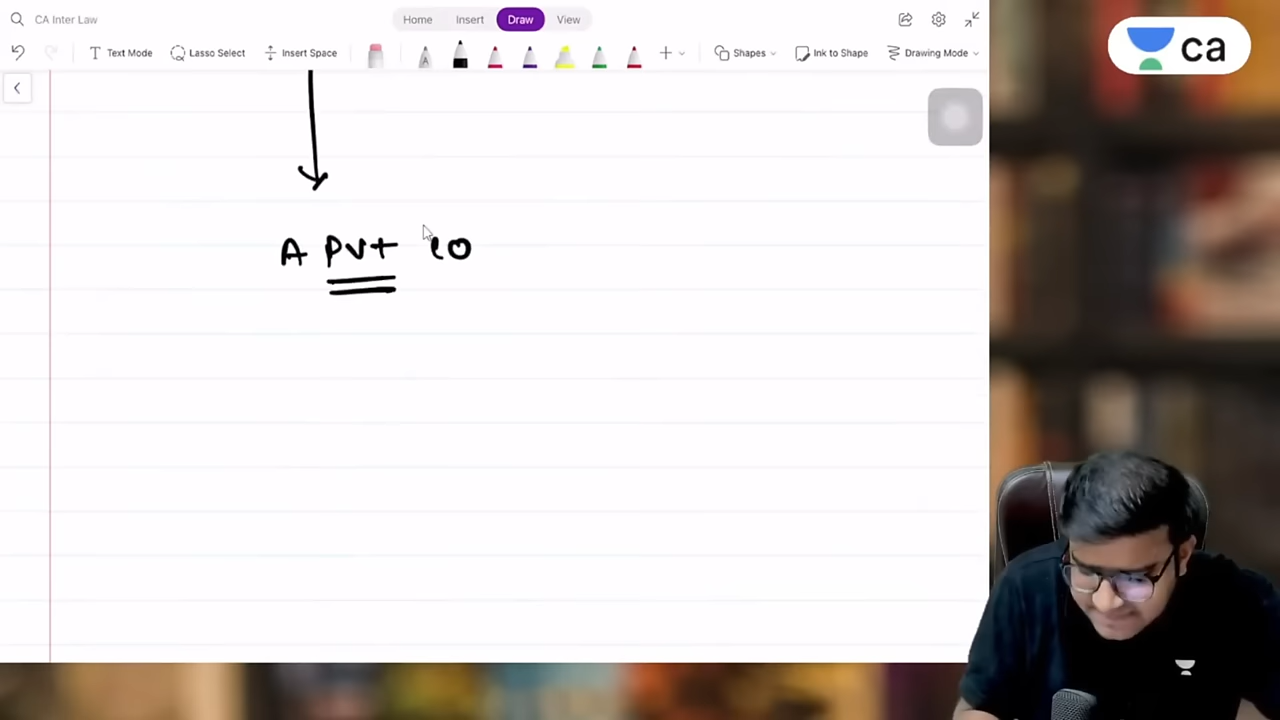 CA Inter Law
Home Insert Draw View
Text Mode Lasso Select Insert Space A Shapes Ink to Shape Drawing Mode
ca
A Pvt co